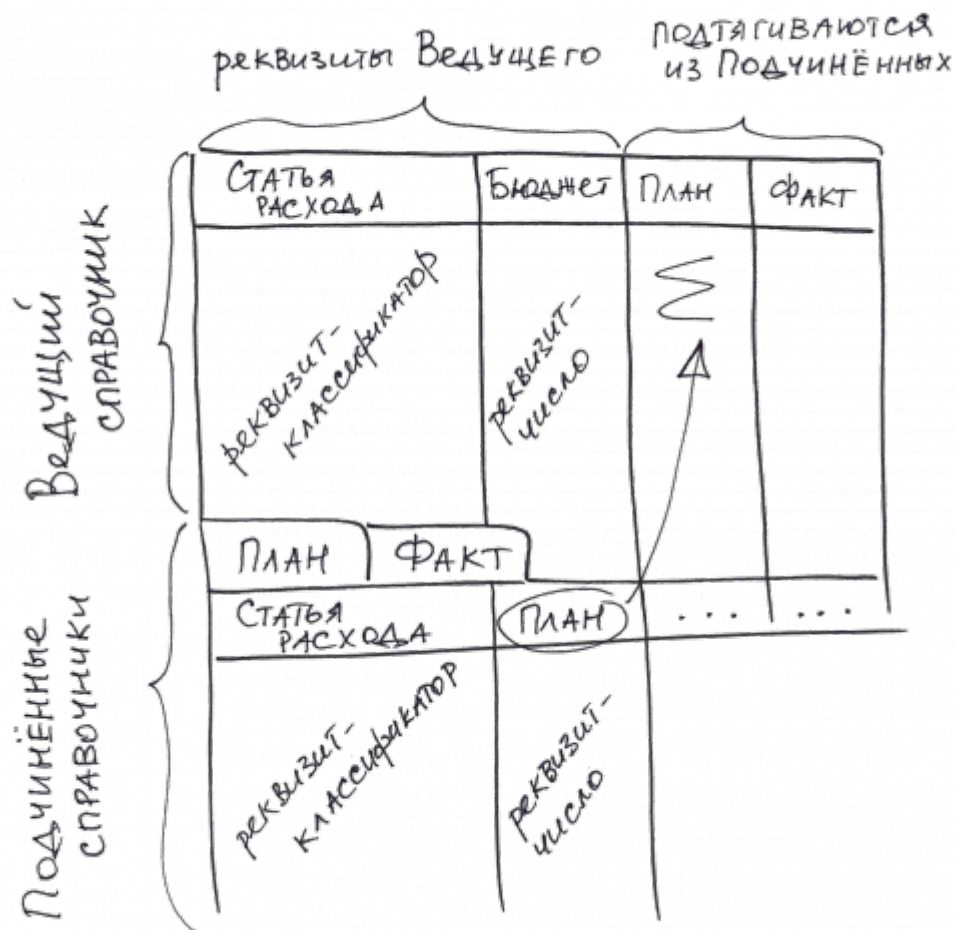 реквизиты Ведущего
подтягиваются
из Подчинённых
Ведущий
справочник
Статья
расхода
Бюджет
План
Факт
реквизит-
классификатор
реквизит-
число
Σ
Подчинённые
справочники
План
Факт
Статья
расхода
План
...
...
реквизит-
классификатор
реквизит-
число